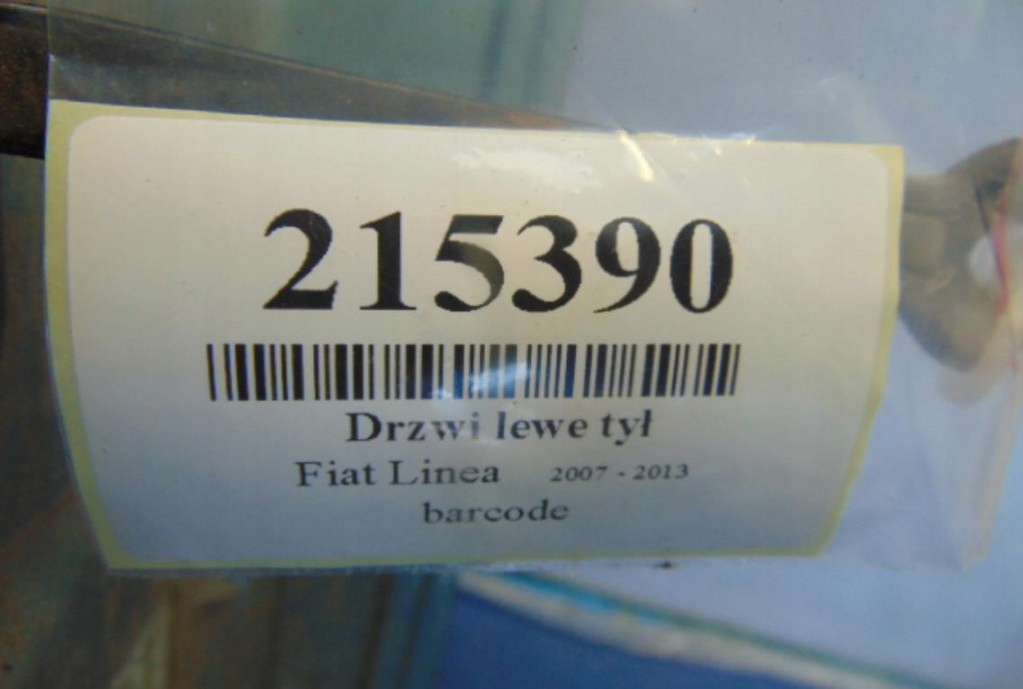 215390
Drzwi lewe tył
Fiat Linea 2007 - 2013
barcode